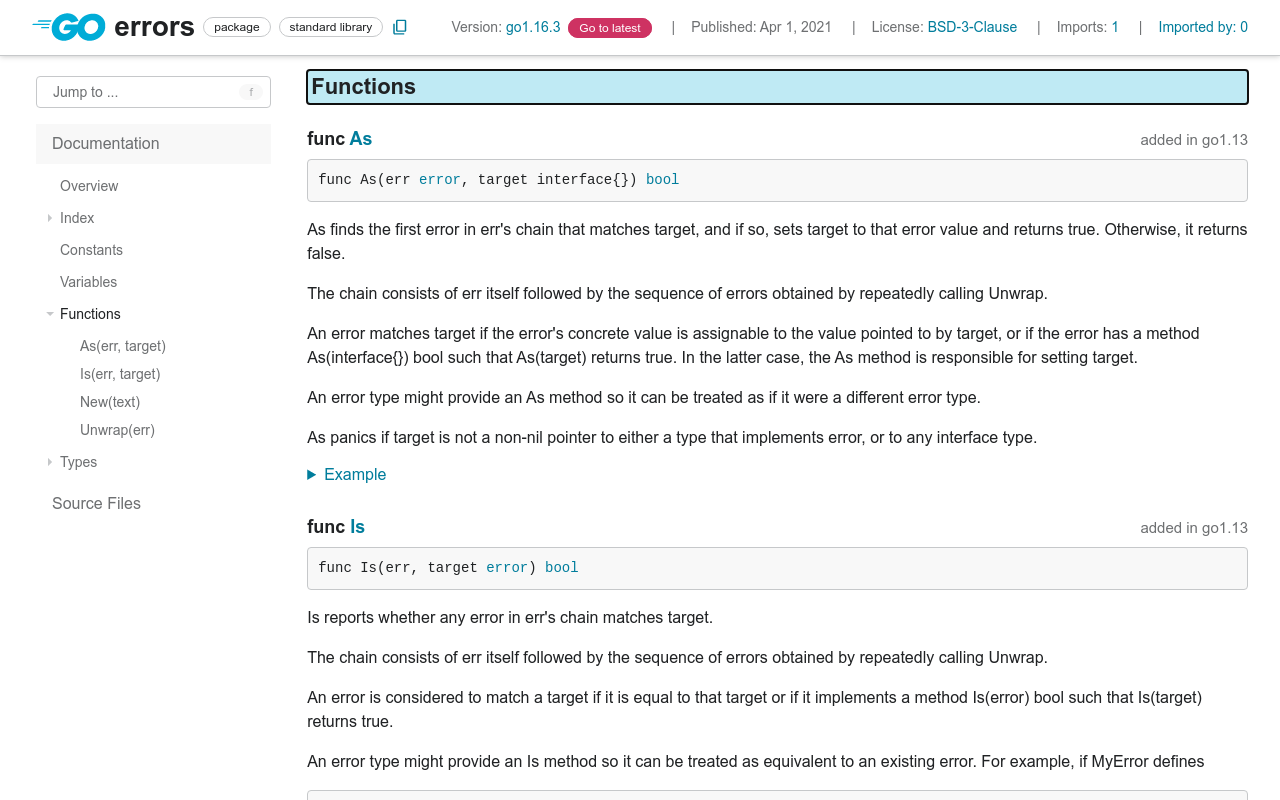 GO errors package standard library Version: go1.16.3 Go to latest | Published: Apr 1, 2021 | License: BSD-3-Clause | Imports: 1 | Imported by: 0
Jump to ... f
Documentation
Overview
Index
Constants
Variables
Functions
As(err, target)
Is(err, target)
New(text)
Unwrap(err)
Types
Source Files
Functions
func As added in go1.13
func As(err error, target interface{}) bool
As finds the first error in err's chain that matches target, and if so, sets target to that error value and returns true. Otherwise, it returns
false.
The chain consists of err itself followed by the sequence of errors obtained by repeatedly calling Unwrap.
An error matches target if the error's concrete value is assignable to the value pointed to by target, or if the error has a method
As(interface{}) bool such that As(target) returns true. In the latter case, the As method is responsible for setting target.
An error type might provide an As method so it can be treated as if it were a different error type.
As panics if target is not a non-nil pointer to either a type that implements error, or to any interface type.
Example
func Is added in go1.13
func Is(err, target error) bool
Is reports whether any error in err's chain matches target.
The chain consists of err itself followed by the sequence of errors obtained by repeatedly calling Unwrap.
An error is considered to match a target if it is equal to that target or if it implements a method Is(error) bool such that Is(target)
returns true.
An error type might provide an Is method so it can be treated as equivalent to an existing error. For example, if MyError defines